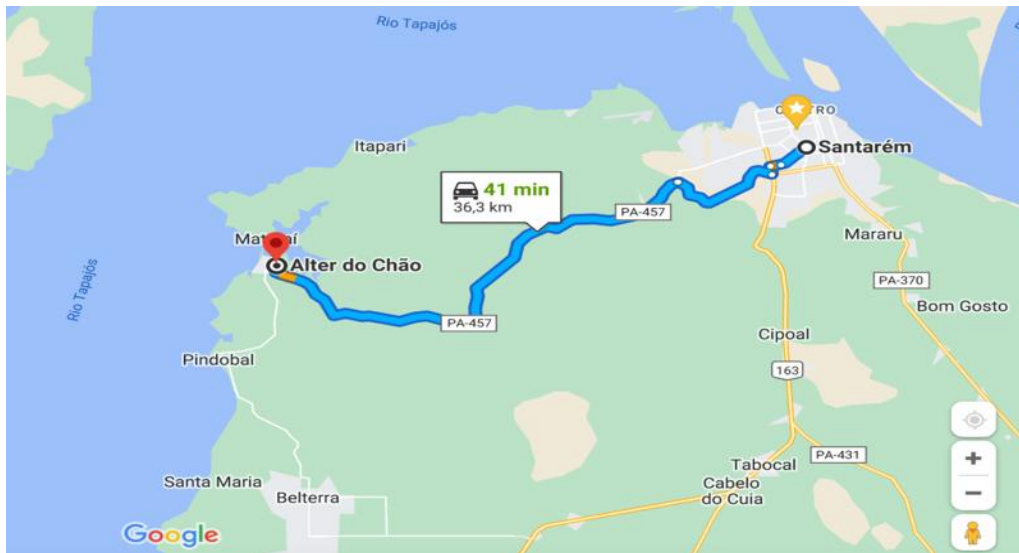 Rio Tapajós
CENTRO
Santarém
Itapari
41 min
36,3 km
PA-457
Mararu
Alter do Chão
PA-370
Bom Gosto
Rio Tapajós
PA-457
Cipoal
Pindobal
163
PA-431
Tabocal
Santa Maria
Cabelo
do Cuia
Belterra
Google